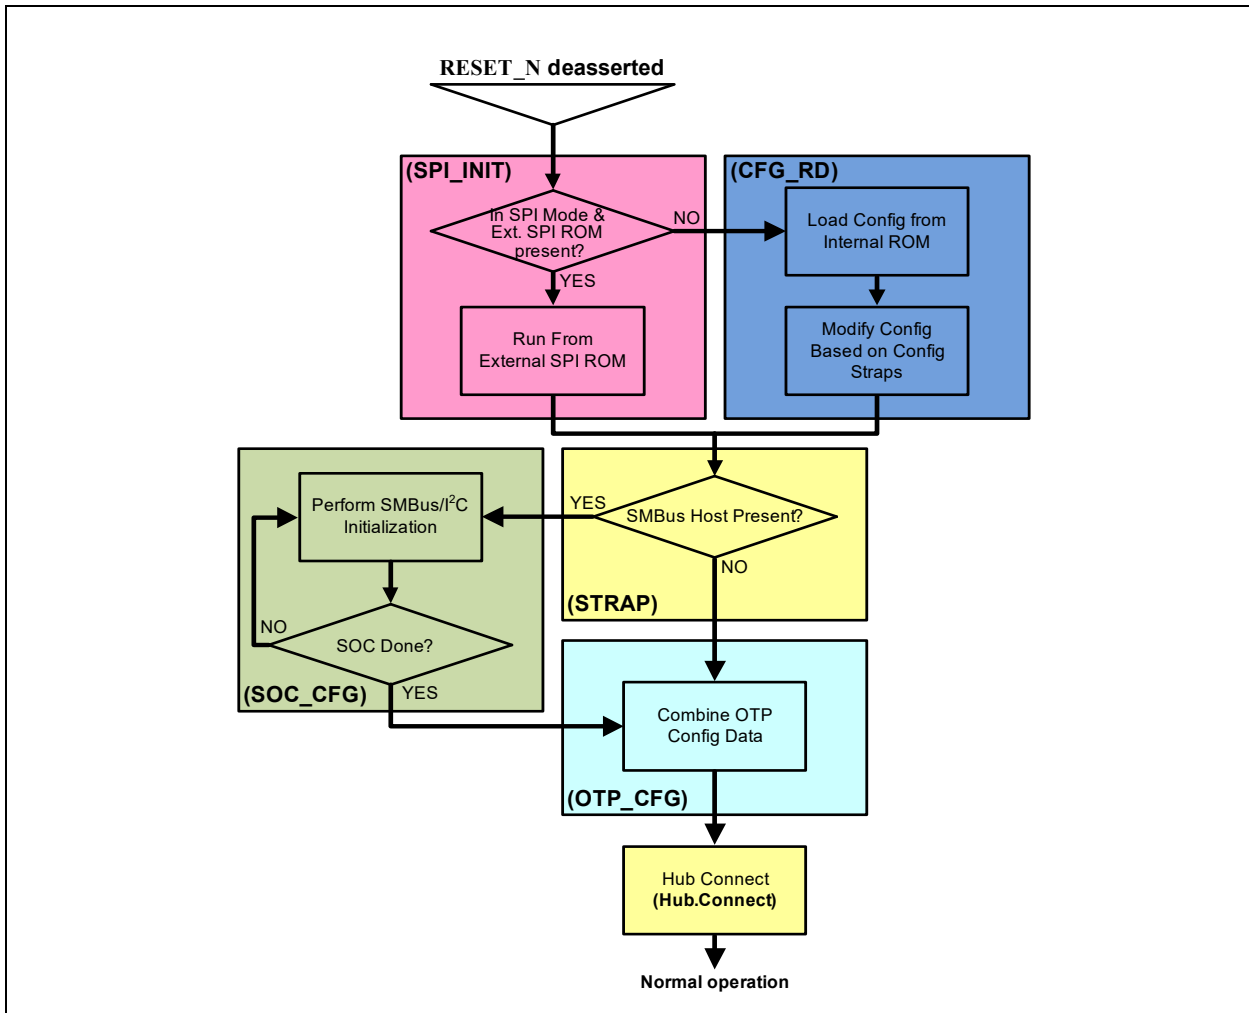 RESET_N deasserted
(SPI_INIT)
In SPI Mode &
Ext. SPI ROM
present?
NO
YES
Run From
External SPI ROM
(CFG_RD)
Load Config from
Internal ROM
Modify Config
Based on Config
Straps
SMBus Host Present?
YES
NO
(STRAP)
Perform SMBus/I²C
Initialization
SOC Done?
NO
YES
(SOC_CFG)
Combine OTP
Config Data
(OTP_CFG)
Hub Connect
(Hub.Connect)
Normal operation